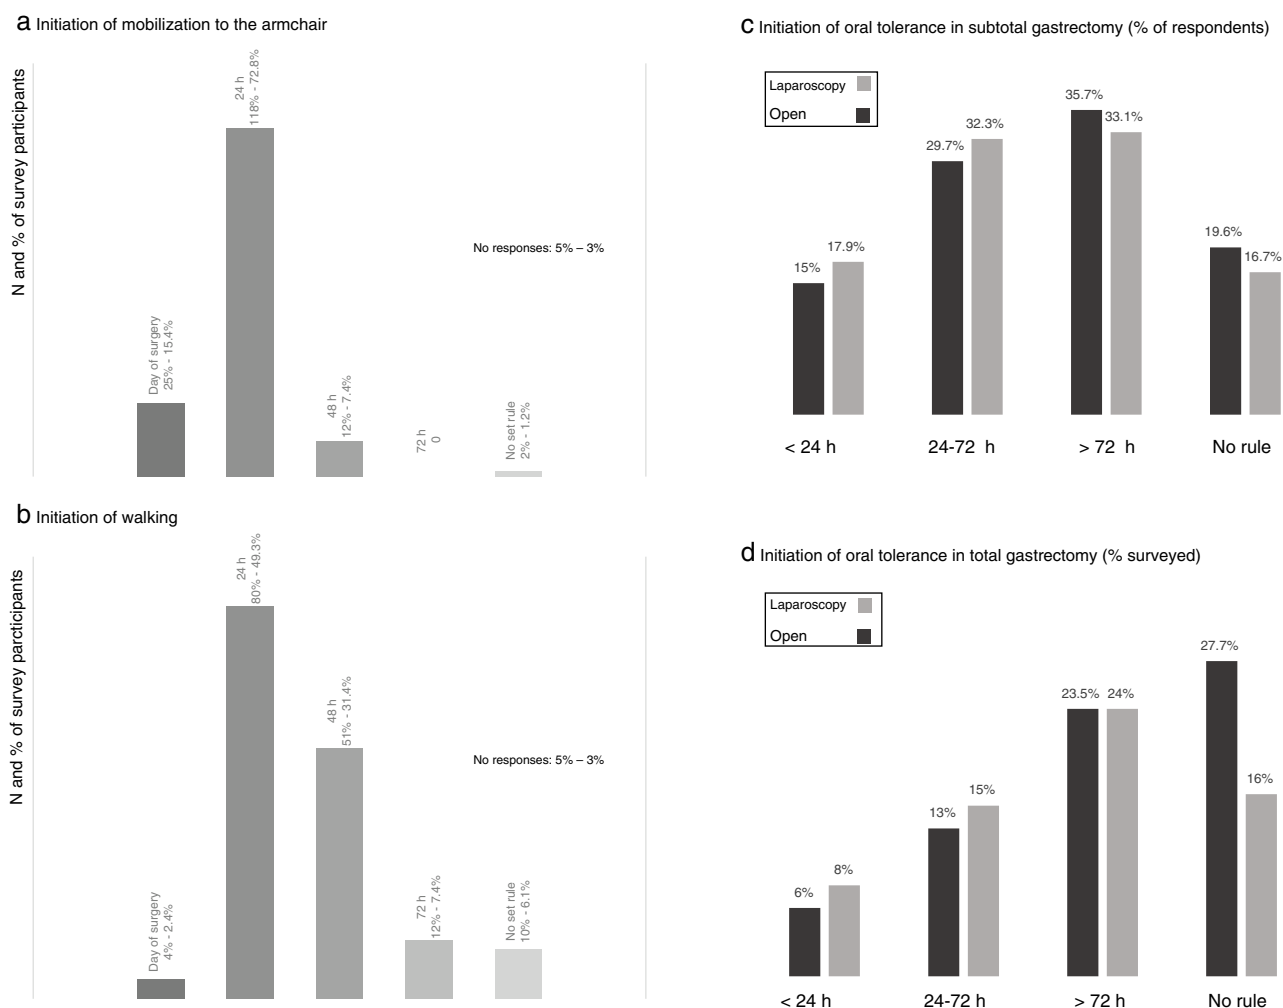 a Initiation of mobilization to the armchair
N and % of survey participants
Day of surgery
25% - 15.4%
24 h
118% - 72.8%
48 h
12% - 7.4%
72 h
0
No set rule
2% - 1.2%
No responses: 5% – 3%
b Initiation of walking
N and % of survey parcticipants
Day of surgery
4% - 2.4%
24 h
80% - 49.3%
48 h
51% - 31.4%
72 h
12% - 7.4%
No set rule
10% - 6.1%
No responses: 5% – 3%
c Initiation of oral tolerance in subtotal gastrectomy (% of respondents)
Laparoscopy
Open
15%
17.9%
29.7%
32.3%
35.7%
33.1%
19.6%
16.7%
< 24 h
24-72 h
> 72 h
No rule
d Initiation of oral tolerance in total gastrectomy (% surveyed)
Laparoscopy
Open
6%
8%
13%
15%
23.5%
24%
27.7%
16%
< 24 h
24-72 h
> 72 h
No rule